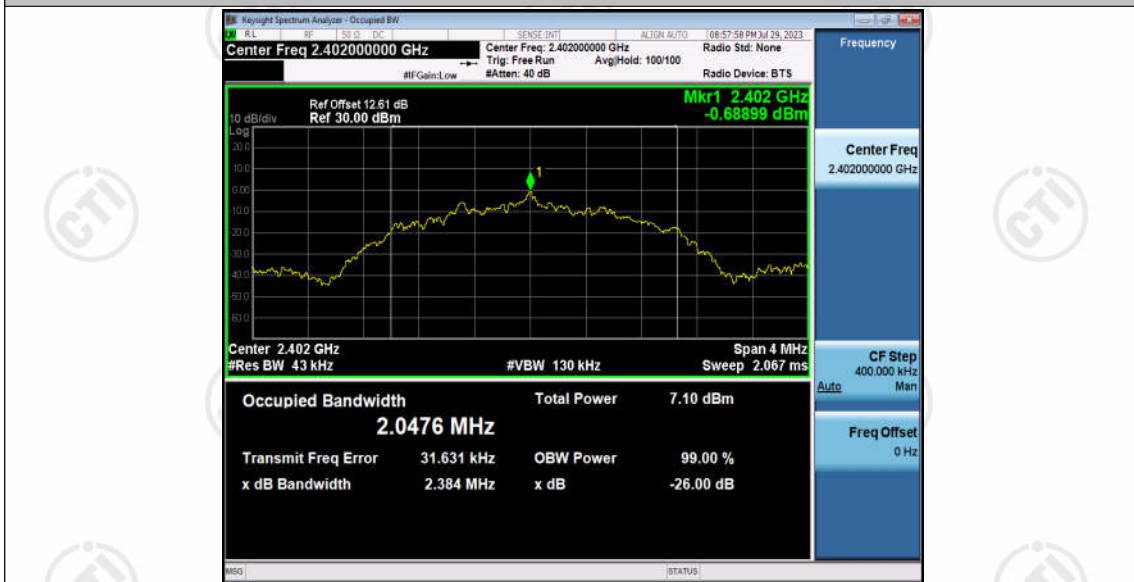 Keysight Spectrum Analyzer - Occupied BW
RL RF 50 Ω DC SENSE:INT ALIGN AUTO 08:57:58 PM Jul 29, 2023
Center Freq 2.402000000 GHz
Center Freq: 2.402000000 GHz
Radio Std: None
Trig: Free Run Avg|Hold: 100/100
#IFGain:Low #Atten: 40 dB Radio Device: BTS
Frequency
Mkr1 2.402 GHz
-0.68899 dBm
Ref Offset 12.61 dB
10 dB/div Ref 30.00 dBm
Log
20.0
10.0
0.00
-10.0
-20.0
-30.0
-40.0
-50.0
-60.0
1
Center 2.402 GHz Span 4 MHz
#Res BW 43 kHz #VBW 130 kHz Sweep 2.067 ms
Occupied Bandwidth Total Power 7.10 dBm
2.0476 MHz
Transmit Freq Error 31.631 kHz OBW Power 99.00 %
x dB Bandwidth 2.384 MHz x dB -26.00 dB
Center Freq
2.402000000 GHz
CF Step
400.000 kHz
Auto Man
Freq Offset
0 Hz
MSG STATUS
CTI
CTI